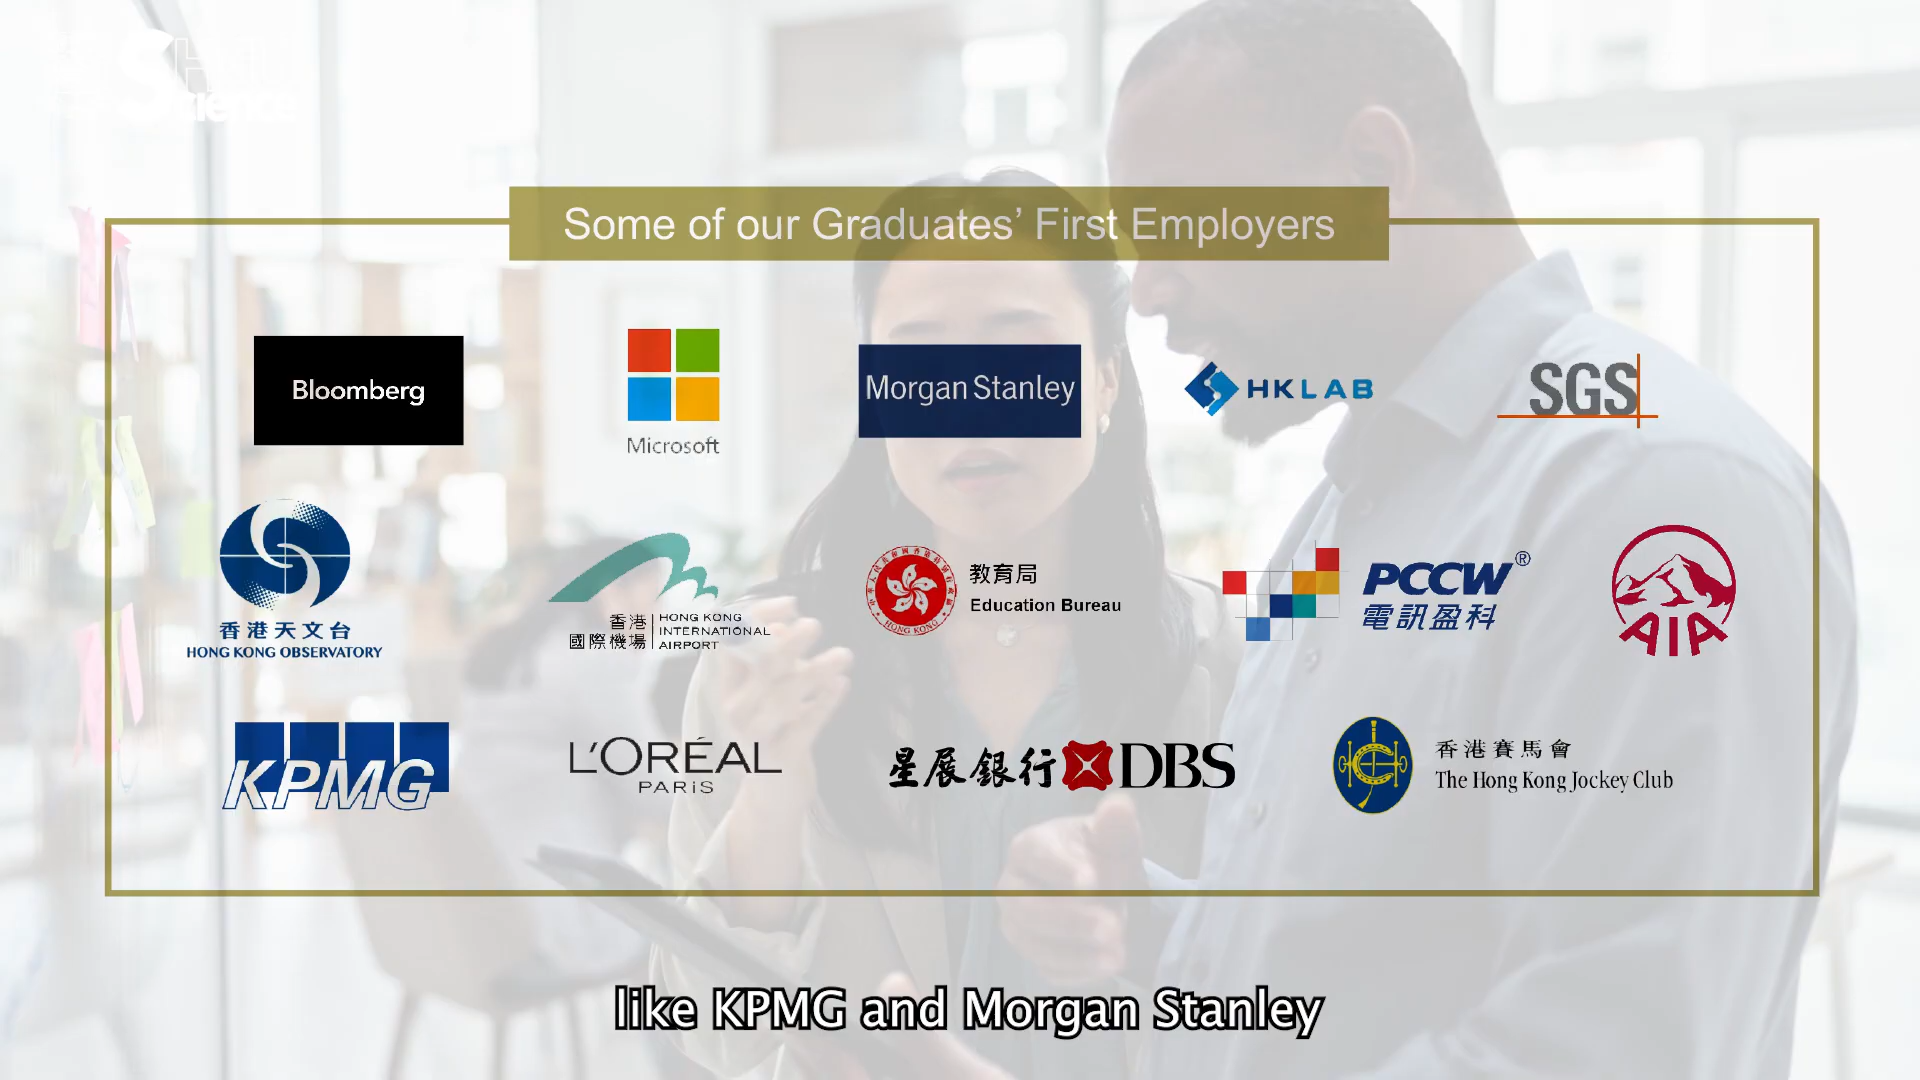 Science
Some of our Graduates’ First Employers
Bloomberg
Microsoft
Morgan Stanley
HKLAB
SGS
香港天文台
HONG KONG OBSERVATORY
香港
國際機場
HONG KONG
INTERNATIONAL
AIRPORT
HONG KONG
教育局
Education Bureau
PCCW®
電訊盈科
AIA
KPMG
L'ORÉAL
PARiS
星展銀行 DBS
香港賽馬會
The Hong Kong Jockey Club
like KPMG and Morgan Stanley